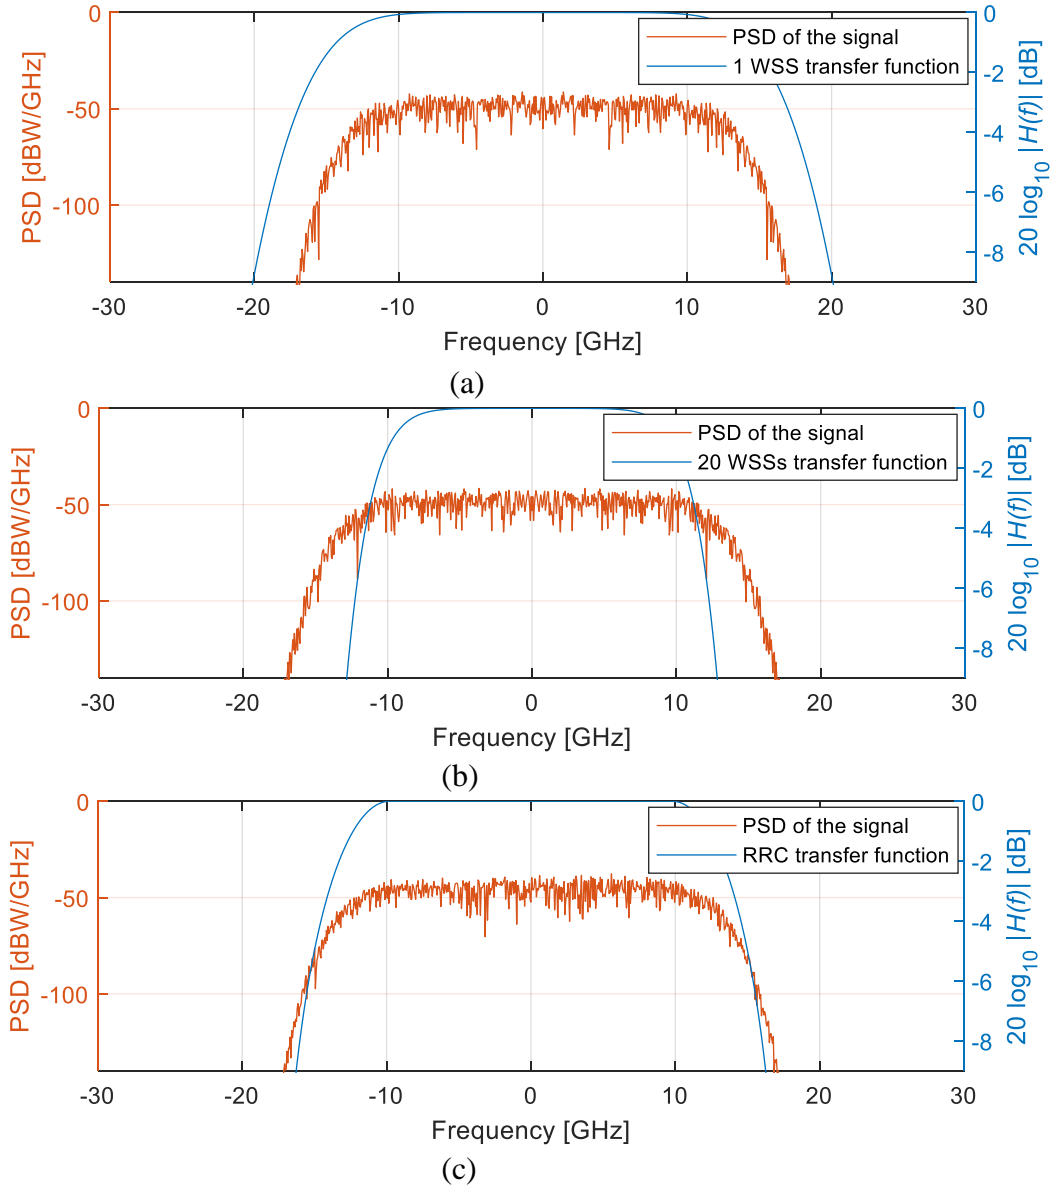 0
-50
-100
PSD [dBW/GHz]
PSD of the signal
1 WSS transfer function
0
-2
-4
-6
-8
20 log10 |H(f)| [dB]
-30 -20 -10 0 10 20 30
Frequency [GHz]
(a)
0
-50
-100
PSD [dBW/GHz]
PSD of the signal
20 WSSs transfer function
0
-2
-4
-6
-8
20 log10 |H(f)| [dB]
-30 -20 -10 0 10 20 30
Frequency [GHz]
(b)
0
-50
-100
PSD [dBW/GHz]
PSD of the signal
RRC transfer function
0
-2
-4
-6
-8
20 log10 |H(f)| [dB]
-30 -20 -10 0 10 20 30
Frequency [GHz]
(c)